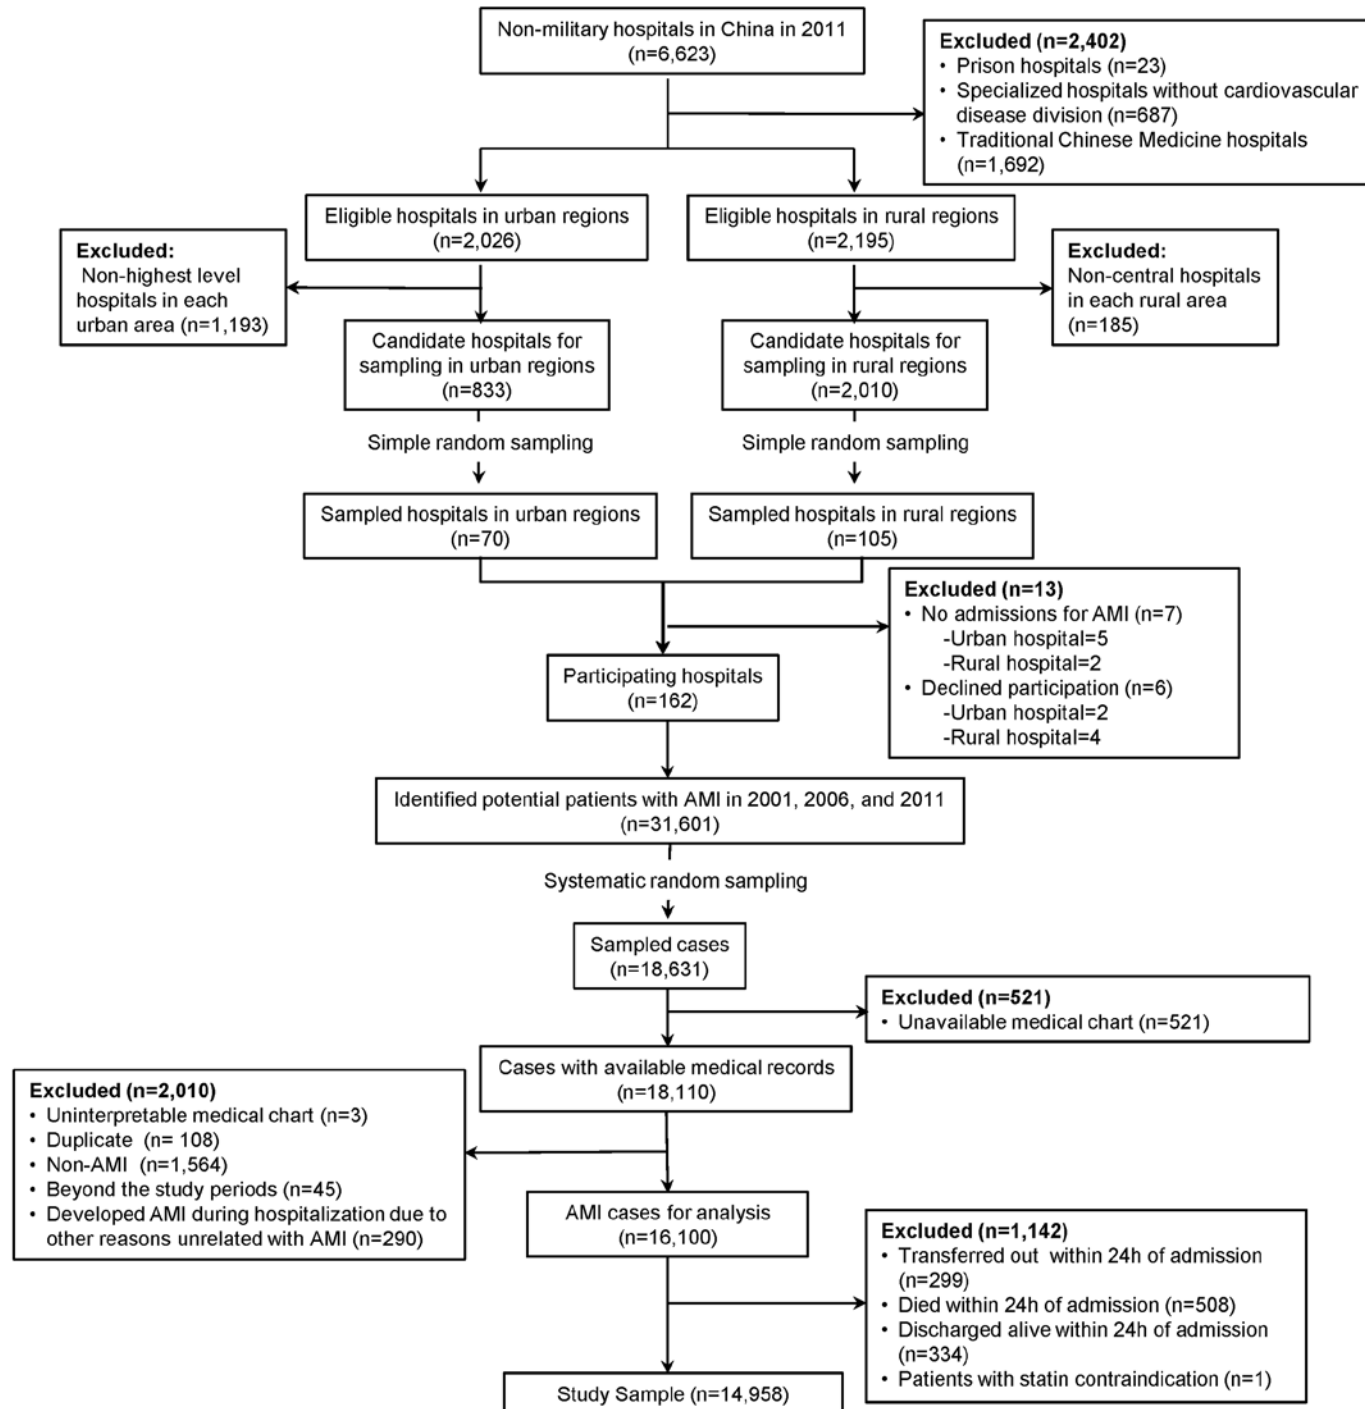 Non-military hospitals in China in 2011
(n=6,623)
Excluded (n=2,402)
• Prison hospitals (n=23)
• Specialized hospitals without cardiovascular
disease division (n=687)
• Traditional Chinese Medicine hospitals
(n=1,692)
Eligible hospitals in urban regions
(n=2,026)
Eligible hospitals in rural regions
(n=2,195)
Excluded:
Non-highest level
hospitals in each
urban area (n=1,193)
Excluded:
Non-central hospitals
in each rural area
(n=185)
Candidate hospitals for
sampling in urban regions
(n=833)
Candidate hospitals for
sampling in rural regions
(n=2,010)
Simple random sampling
Simple random sampling
Sampled hospitals in urban regions
(n=70)
Sampled hospitals in rural regions
(n=105)
Excluded (n=13)
• No admissions for AMI (n=7)
-Urban hospital=5
-Rural hospital=2
• Declined participation (n=6)
-Urban hospital=2
-Rural hospital=4
Participating hospitals
(n=162)
Identified potential patients with AMI in 2001, 2006, and 2011
(n=31,601)
Systematic random sampling
Sampled cases
(n=18,631)
Excluded (n=521)
• Unavailable medical chart (n=521)
Cases with available medical records
(n=18,110)
Excluded (n=2,010)
• Uninterpretable medical chart (n=3)
• Duplicate (n= 108)
• Non-AMI (n=1,564)
• Beyond the study periods (n=45)
• Developed AMI during hospitalization due to
other reasons unrelated with AMI (n=290)
AMI cases for analysis
(n=16,100)
Excluded (n=1,142)
• Transferred out within 24h of admission
(n=299)
• Died within 24h of admission (n=508)
• Discharged alive within 24h of admission
(n=334)
• Patients with statin contraindication (n=1)
Study Sample (n=14,958)